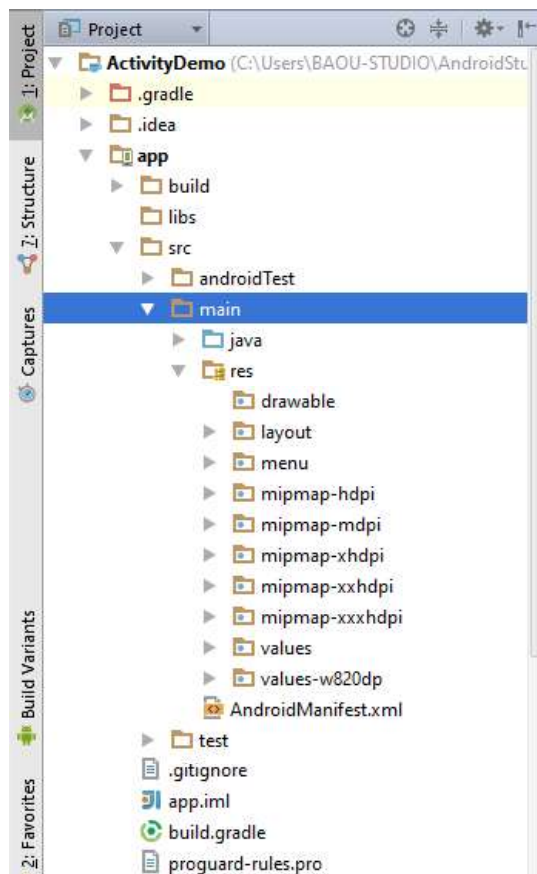 1: Project
7: Structure
Captures
Build Variants
2: Favorites
Project
ActivityDemo (C:\Users\BAOU-STUDIO\AndroidStu
.gradle
.idea
app
build
libs
src
androidTest
main
java
res
drawable
layout
menu
mipmap-hdpi
mipmap-mdpi
mipmap-xhdpi
mipmap-xxhdpi
mipmap-xxxhdpi
values
values-w820dp
AndroidManifest.xml
test
.gitignore
app.iml
build.gradle
proguard-rules.pro